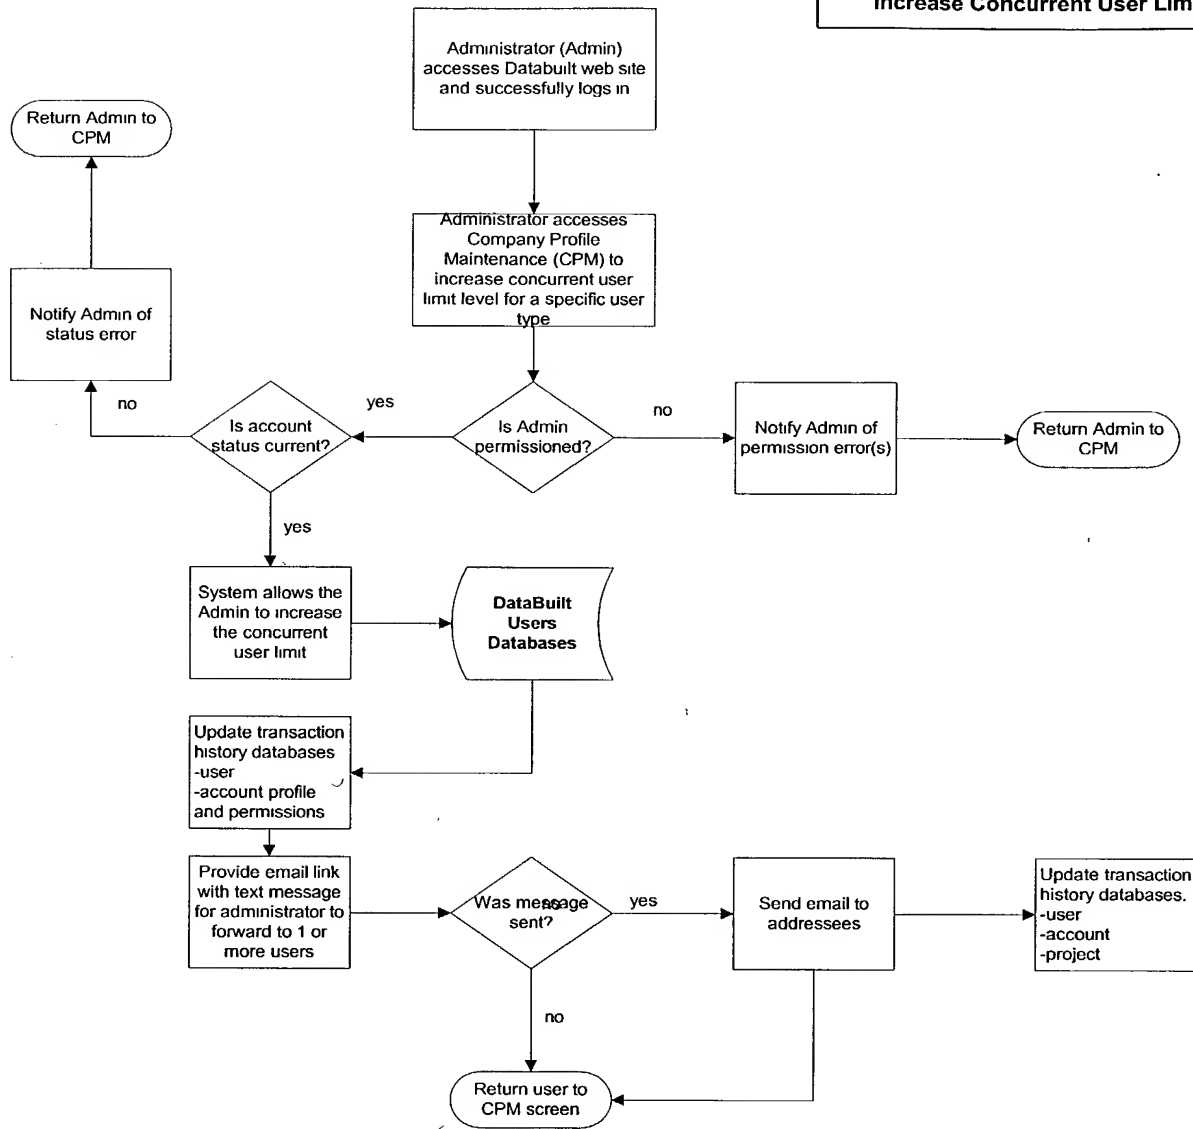 Increase Concurrent User Lim
Administrator (Admin)
accesses Databuilt web site
and successfully logs in
Return Admin to
CPM
Administrator accesses
Company Profile
Maintenance (CPM) to
increase concurrent user
limit level for a specific user
type
Notify Admin of
status error
no
Is account
status current?
yes
Is Admin
permissioned?
no
Notify Admin of
permission error(s)
Return Admin to
CPM
yes
System allows the
Admin to increase
the concurrent
user limit
DataBuilt
Users
Databases
Update transaction
history databases
-user
-account profile
and permissions
Provide email link
with text message
for administrator to
forward to 1 or
more users
Was message
no
sent?
yes
Send email to
addressees
Update transaction
history databases.
-user
-account
-project
no
Return user to
CPM screen